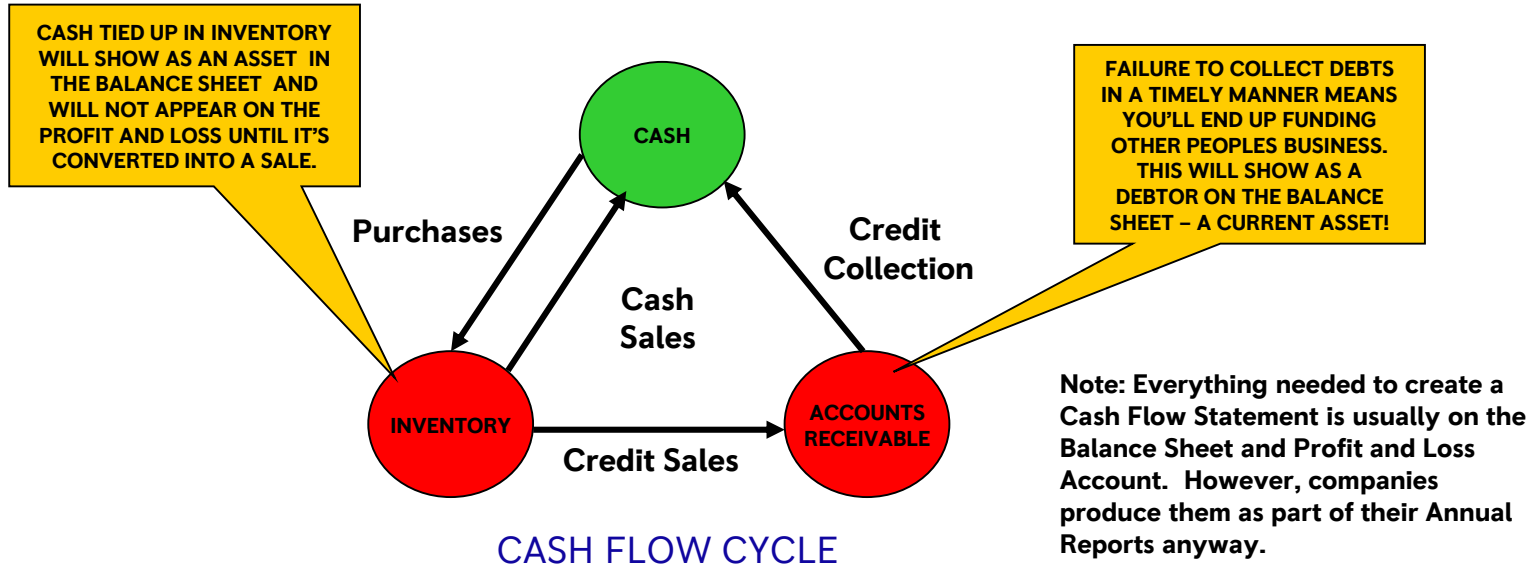 CASH TIED UP IN INVENTORY
WILL SHOW AS AN ASSET IN
THE BALANCE SHEET AND
WILL NOT APPEAR ON THE
PROFIT AND LOSS UNTIL IT'S
CONVERTED INTO A SALE.
CASH
FAILURE TO COLLECT DEBTS
IN A TIMELY MANNER MEANS
YOU'LL END UP FUNDING
OTHER PEOPLES BUSINESS.
THIS WILL SHOW AS A
DEBTOR ON THE BALANCE
SHEET – A CURRENT ASSET!
Purchases
Cash
Sales
Credit
Collection
INVENTORY
Credit Sales
ACCOUNTS
RECEIVABLE
Note: Everything needed to create a
Cash Flow Statement is usually on the
Balance Sheet and Profit and Loss
Account. However, companies
produce them as part of their Annual
Reports anyway.
CASH FLOW CYCLE